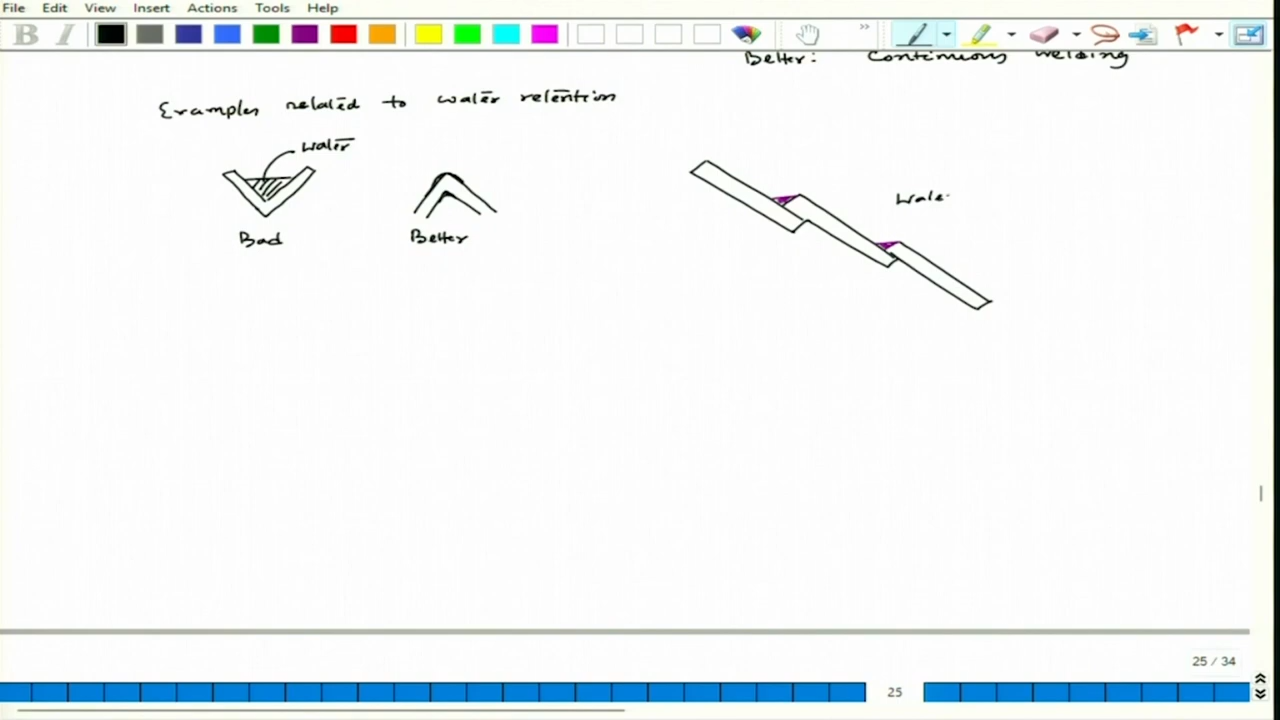 File Edit View Insert Actions Tools Help
B I
Better: Continuous welding
Examples related to water retention
water
Wate
Bad
Better
25 / 34
25